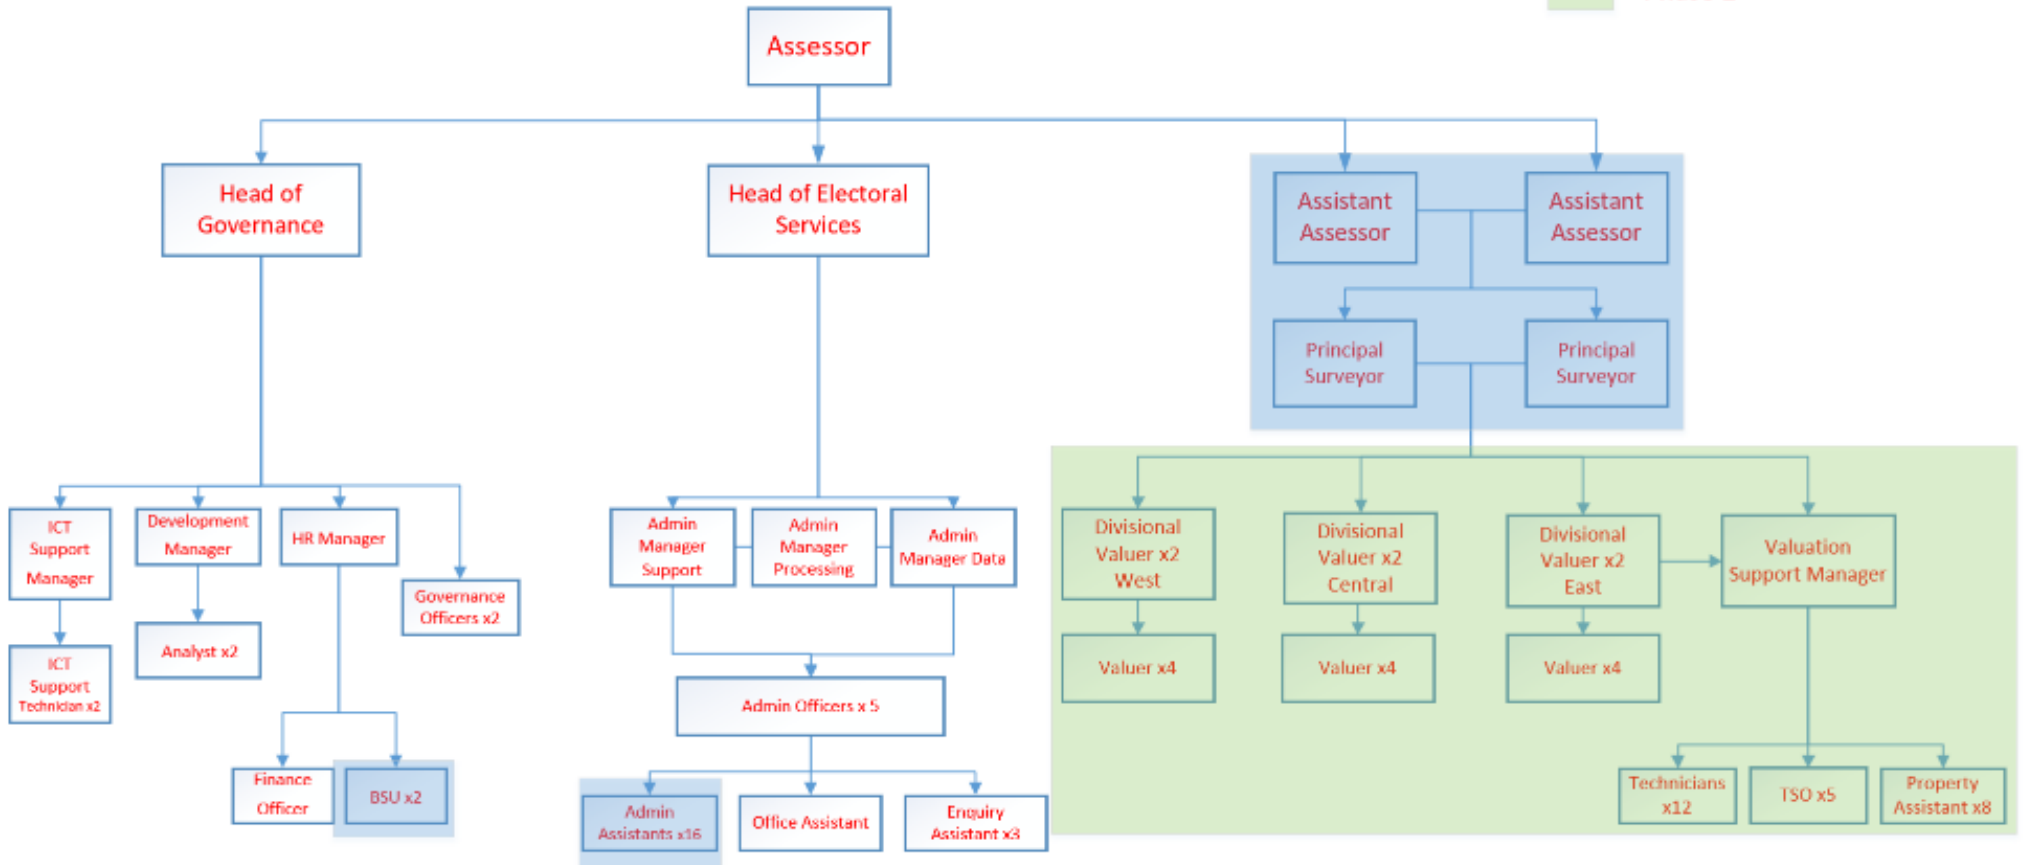 Assessor
Head of
Governance
Head of Electoral
Services
Assistant
Assessor
Assistant
Assessor
Principal
Surveyor
Principal
Surveyor
ICT
Support
Manager
Development
Manager
HR Manager
Governance
Officers x2
ICT
Support
Technician x2
Analyst x2
Finance
Officer
BSU x2
Admin
Manager
Support
Admin
Manager
Processing
Admin
Manager Data
Admin Officers x 5
Admin
Assistants x16
Office Assistant
Enquiry
Assistant x3
Divisional
Valuer x2
West
Divisional
Valuer x2
Central
Divisional
Valuer x2
East
Valuation
Support Manager
Valuer x4
Valuer x4
Valuer x4
Technicians
x12
TSO x5
Property
Assistant x8